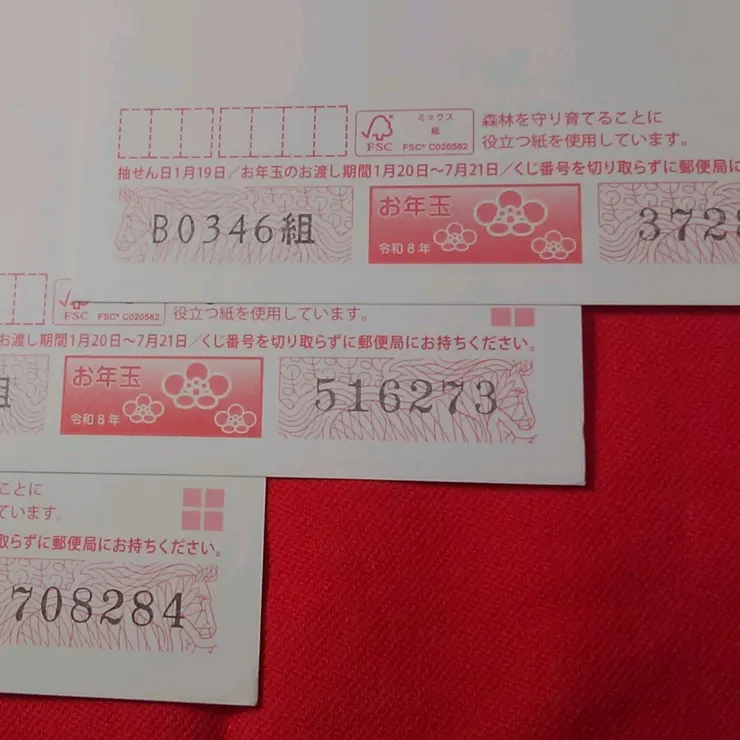 ミックス
紙
FSC
FSC® C020562
森林を守り育てることに
役立つ紙を使用しています。
抽せん日1月19日/お年玉のお渡し期間1月20日〜7月21日/くじ番号を切り取らずに郵便局に
B0346組
お年玉
令和8年
3728
FSC
FSC® C020562
役立つ紙を使用しています。
お渡し期間1月20日〜7月21日/くじ番号を切り取らずに郵便局にお持ちください。
組
お年玉
令和8年
516273
ことに
ています。
取らずに郵便局にお持ちください。
708284